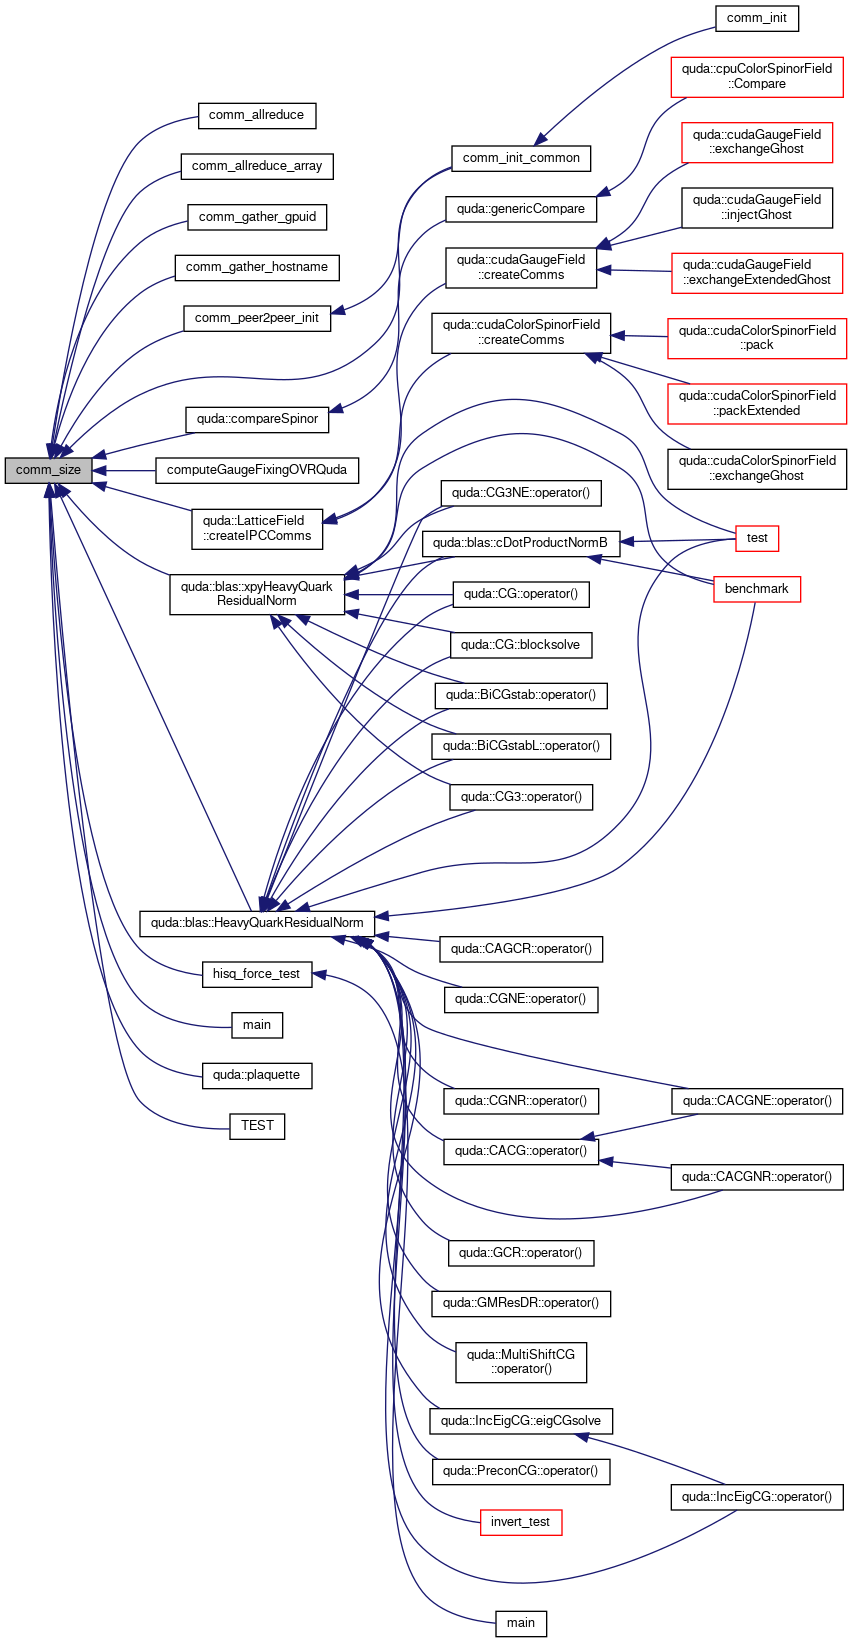 comm_init
quda::cpuColorSpinorField
::Compare
comm_allreduce
quda::cudaGaugeField
::exchangeGhost
comm_init_common
comm_allreduce_array
quda::genericCompare
quda::cudaGaugeField
::injectGhost
comm_gather_gpuid
quda::cudaGaugeField
::createComms
comm_gather_hostname
quda::cudaGaugeField
::exchangeExtendedGhost
comm_peer2peer_init
quda::cudaColorSpinorField
::createComms
quda::cudaColorSpinorField
::pack
quda::cudaColorSpinorField
::packExtended
quda::compareSpinor
comm_size
computeGaugeFixingOVRQuda
quda::cudaColorSpinorField
::exchangeGhost
quda::CG3NE::operator()
quda::LatticeField
::createIPCComms
quda::blas::cDotProductNormB
test
quda::blas::xpyHeavyQuark
ResidualNorm
quda::CG::operator()
benchmark
quda::CG::blocksolve
quda::BiCGstab::operator()
quda::BiCGstabL::operator()
quda::CG3::operator()
quda::blas::HeavyQuarkResidualNorm
quda::CAGCR::operator()
hisq_force_test
quda::CGNE::operator()
main
quda::plaquette
quda::CGNR::operator()
quda::CACGNE::operator()
TEST
quda::CACG::operator()
quda::CACGNR::operator()
quda::GCR::operator()
quda::GMResDR::operator()
quda::MultiShiftCG
::operator()
quda::IncEigCG::eigCGsolve
quda::PreconCG::operator()
quda::IncEigCG::operator()
invert_test
main